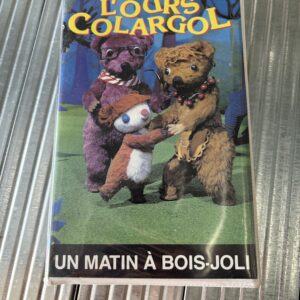 L'OURS
COLARGOL
UN MATIN À BOIS-JOLI